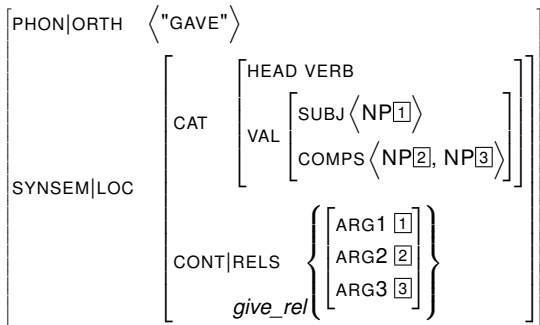 PHON|ORTH ⟨"GAVE"⟩
HEAD VERB
SUBJ⟨NP1⟩
CAT
VAL
COMPS⟨NP2, NP3⟩
SYNSEM|LOC
ARG1 1
CONT|RELS
ARG2 2
ARG3 3
give_rel